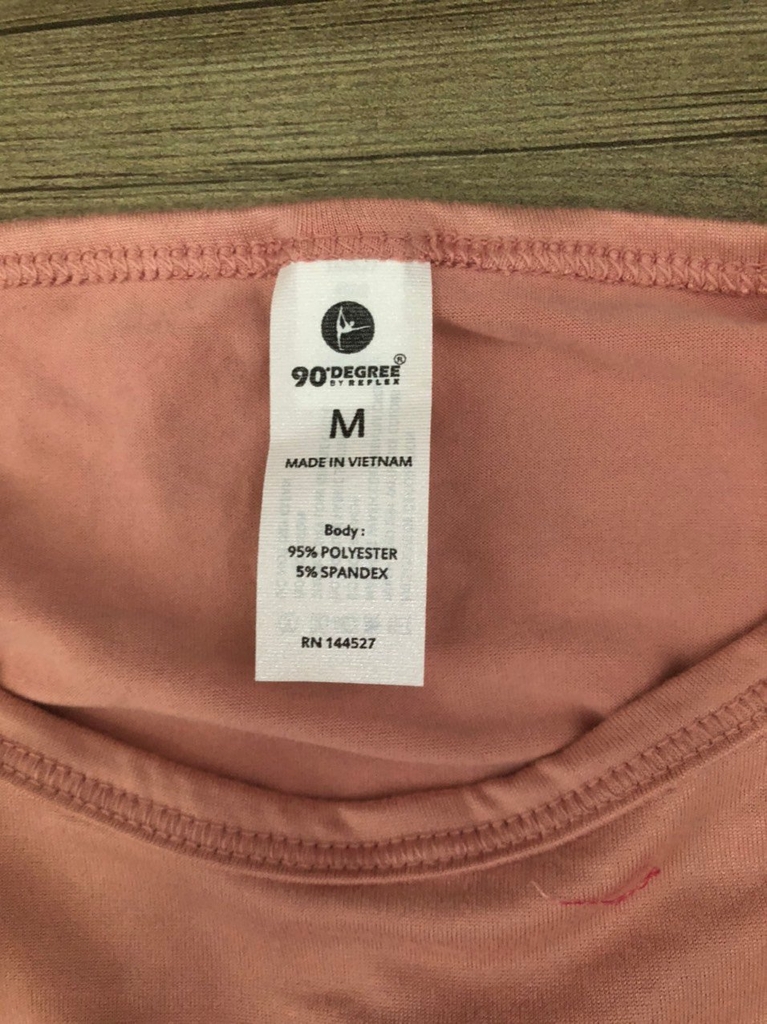 90°DEGREE®
BY REFLEX
M
MADE IN VIETNAM
Body :
95% POLYESTER
5% SPANDEX
RN 144527